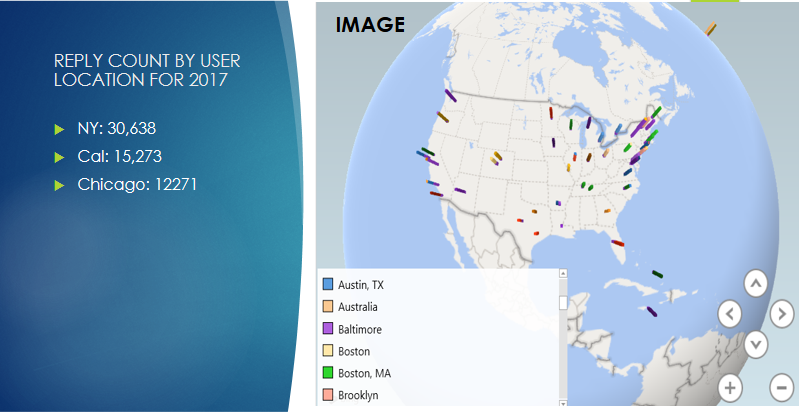 REPLY COUNT BY USER
LOCATION FOR 2017
NY: 30,638
Cal: 15,273
Chicago: 12271
IMAGE
Austin, TX
Australia
Baltimore
Boston
Boston, MA
Brooklyn